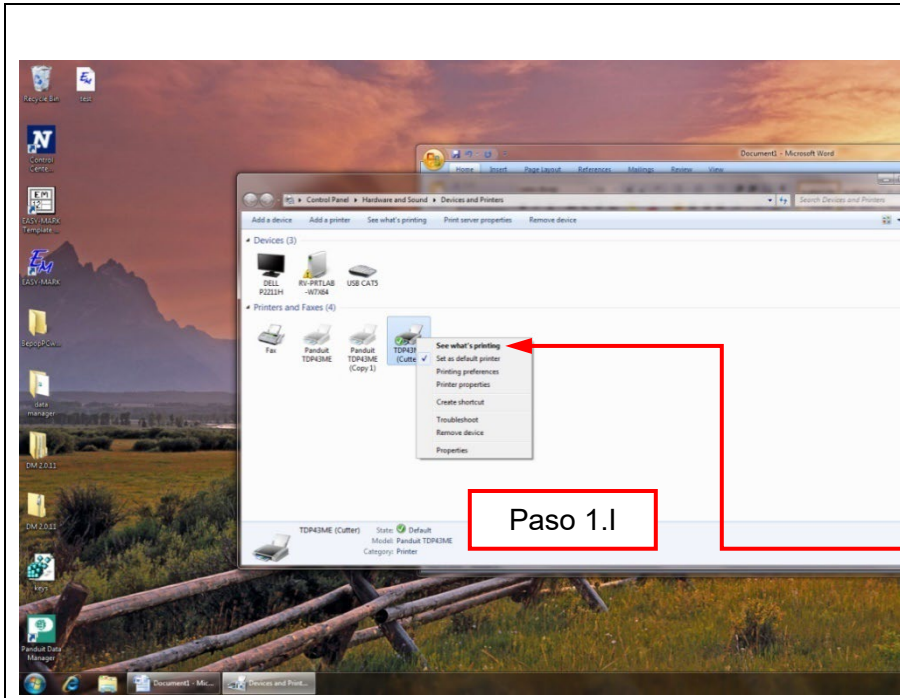 Recycle Bin
test
Control
Cente...
EASY-MARK
Template ...
EASY-MARK
data
manager
DM 2.0.11
DM 2.0.11
keys
Panduit Data
Manager
Document1 - Microsoft Word
Home Insert Page Layout References Mailings Review View
Control Panel Hardware and Sound Devices and Printers
Search Devices and Printers
Add a device Add a printer See what's printing Print server properties Remove device
Devices (3)
DELL
P2211H
RV-PRTLAB
-W7X64
USB CAT5
Printers and Faxes (4)
Fax
Panduit
TDP43ME
Panduit
TDP43ME
(Copy 1)
See what's printing
Set as default printer
Printing preferences
Printer properties
Create shortcut
Troubleshoot
Remove device
Properties
Paso 1.I
TDP43ME (Cutter) State: Default
Model: Panduit TDP43ME
Category: Printer
Document1 - Mic...
Devices and Print...